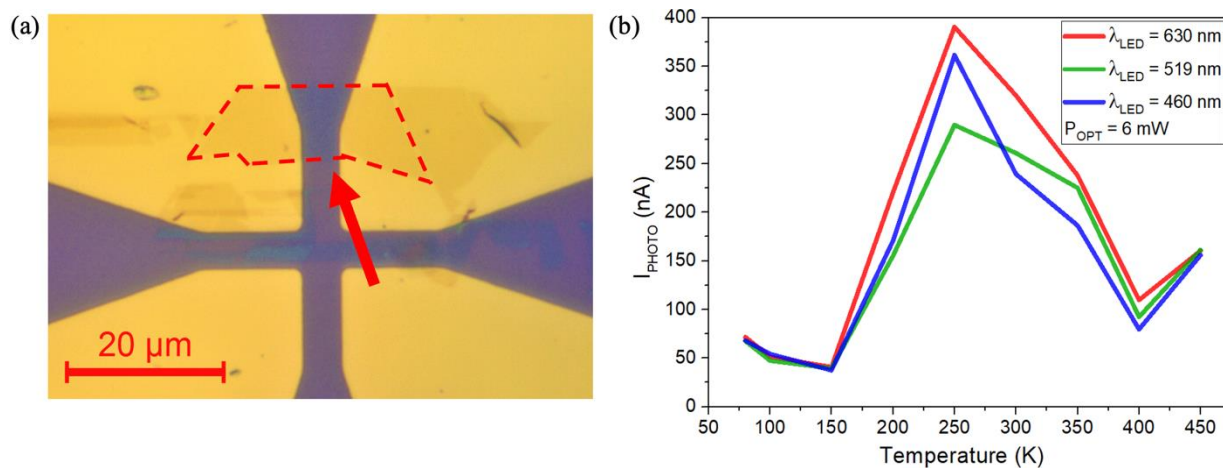 (a)
20 μm
(b)
400
350
300
250
200
150
100
50
0
I_PHOTO (nA)
50 100 150 200 250 300 350 400 450
Temperature (K)
λ_LED = 630 nm
λ_LED = 519 nm
λ_LED = 460 nm
P_OPT = 6 mW